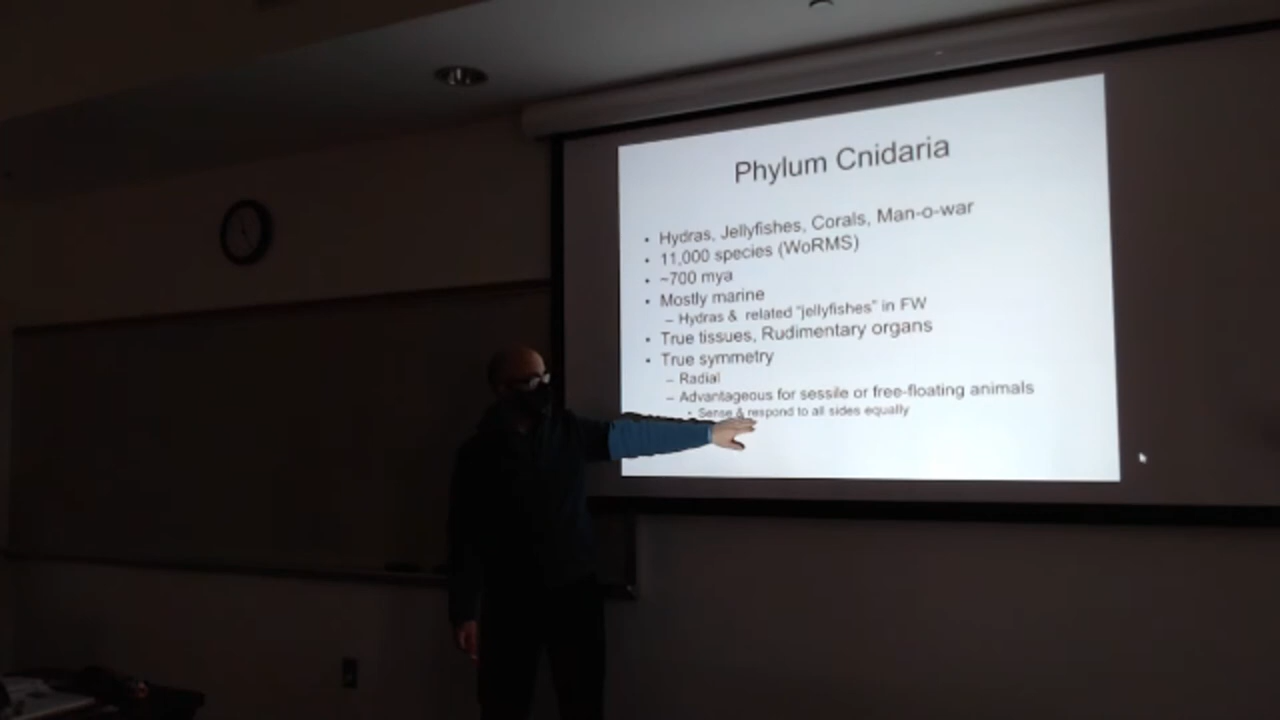 Phylum Cnidaria
• Hydras, Jellyfishes, Corals, Man-o-war
• 11,000 species (WoRMS)
• ~700 mya
• Mostly marine
– Hydras & related "jellyfishes" in FW
• True tissues, Rudimentary organs
• True symmetry
– Radial
– Advantageous for sessile or free-floating animals
• Sense & respond to all sides equally